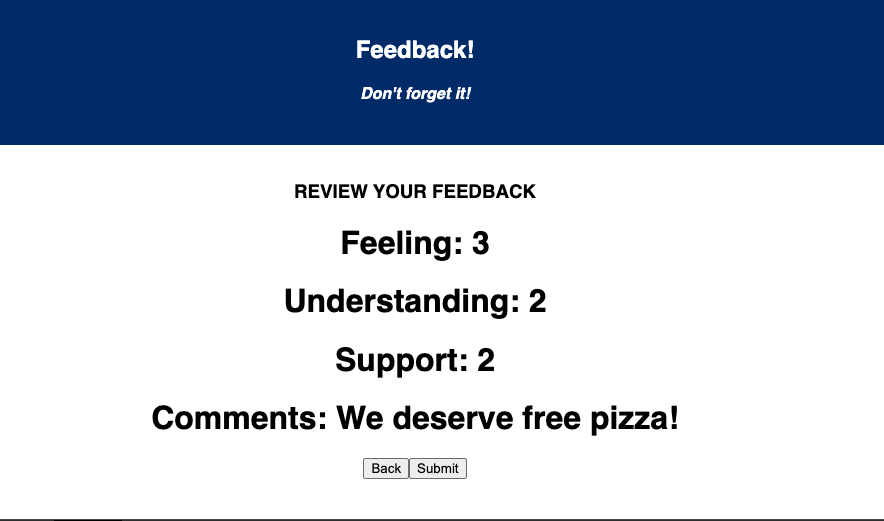 Feedback!
Don't forget it!
REVIEW YOUR FEEDBACK
Feeling: 3
Understanding: 2
Support: 2
Comments: We deserve free pizza!
Back Submit